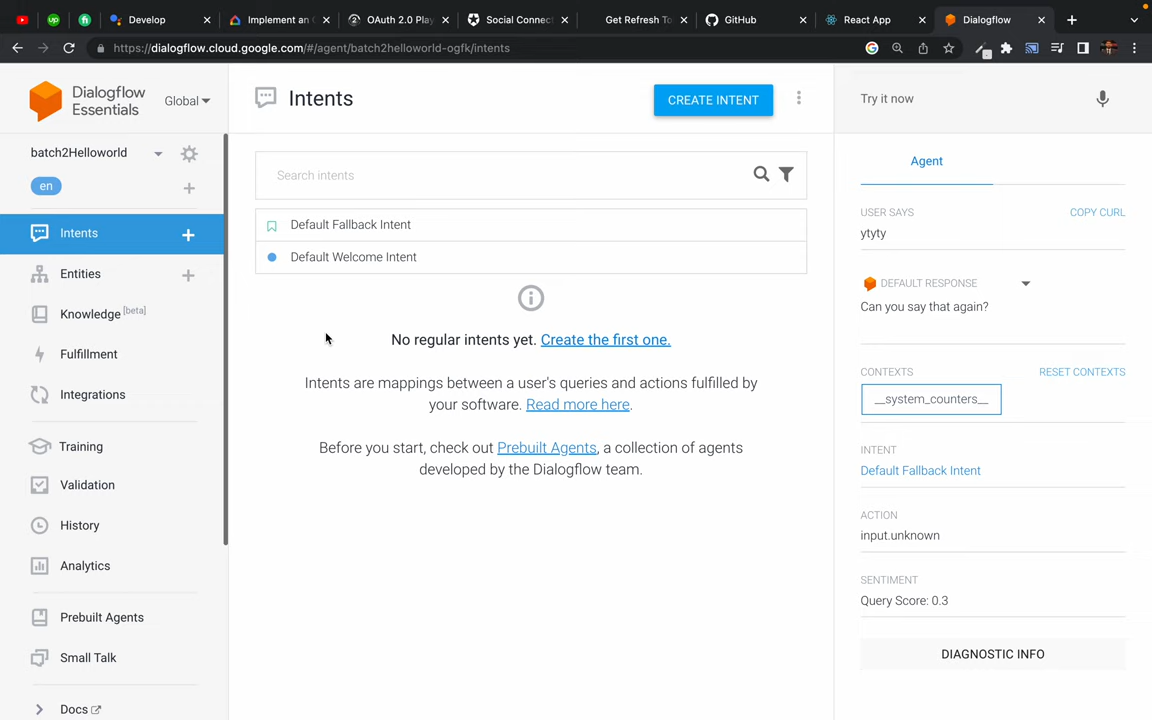 Develop
Implement an O
OAuth 2.0 Play
Social Connect
Get Refresh To
GitHub
React App
Dialogflow
https://dialogflow.cloud.google.com/#/agent/batch2helloworld-ogfk/intents
Dialogflow
Essentials
Global
batch2Helloworld
en
Intents
Entities
Knowledge [beta]
Fulfillment
Integrations
Training
Validation
History
Analytics
Prebuilt Agents
Small Talk
Docs
Intents
CREATE INTENT
Search intents
Default Fallback Intent
Default Welcome Intent
No regular intents yet. Create the first one.
Intents are mappings between a user's queries and actions fulfilled by
your software. Read more here.
Before you start, check out Prebuilt Agents, a collection of agents
developed by the Dialogflow team.
Try it now
Agent
USER SAYS
COPY CURL
ytyty
DEFAULT RESPONSE
Can you say that again?
CONTEXTS
RESET CONTEXTS
__system_counters__
INTENT
Default Fallback Intent
ACTION
input.unknown
SENTIMENT
Query Score: 0.3
DIAGNOSTIC INFO